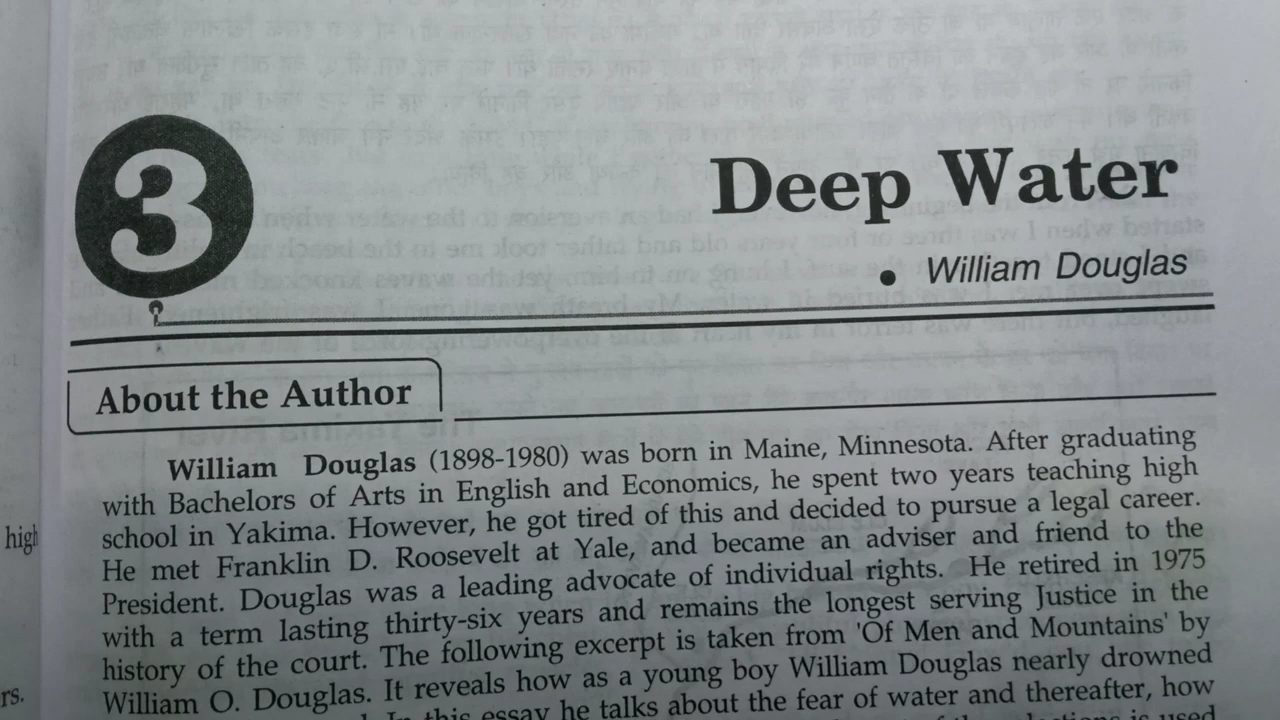 3
Deep Water
• William Douglas
About the Author
William Douglas (1898-1980) was born in Maine, Minnesota. After graduating
with Bachelors of Arts in English and Economics, he spent two years teaching high
school in Yakima. However, he got tired of this and decided to pursue a legal career.
He met Franklin D. Roosevelt at Yale, and became an adviser and friend to the
President. Douglas was a leading advocate of individual rights. He retired in 1975
with a term lasting thirty-six years and remains the longest serving Justice in the
history of the court. The following excerpt is taken from 'Of Men and Mountains' by
William O. Douglas. It reveals how as a young boy William Douglas nearly drowned
In this essay he talks about the fear of water and thereafter, how
is used
high
rs.